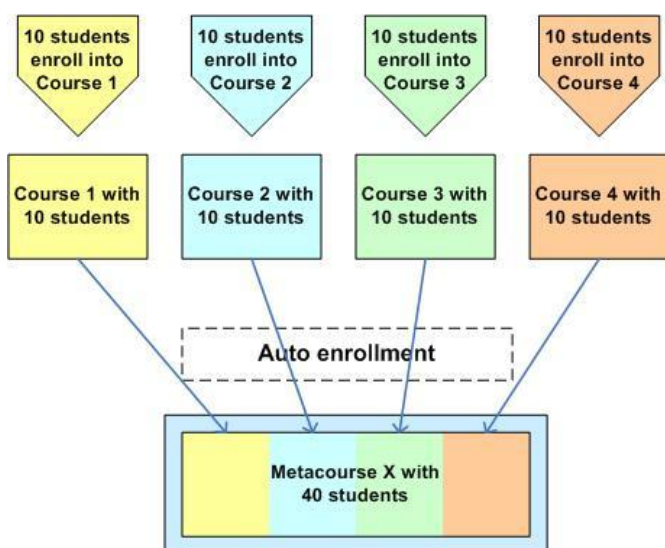 10 students
enroll into
Course 1
10 students
enroll into
Course 2
10 students
enroll into
Course 3
10 students
enroll into
Course 4
Course 1 with
10 students
Course 2 with
10 students
Course 3 with
10 students
Course 4 with
10 students
Auto enrollment
Metacourse X with
40 students